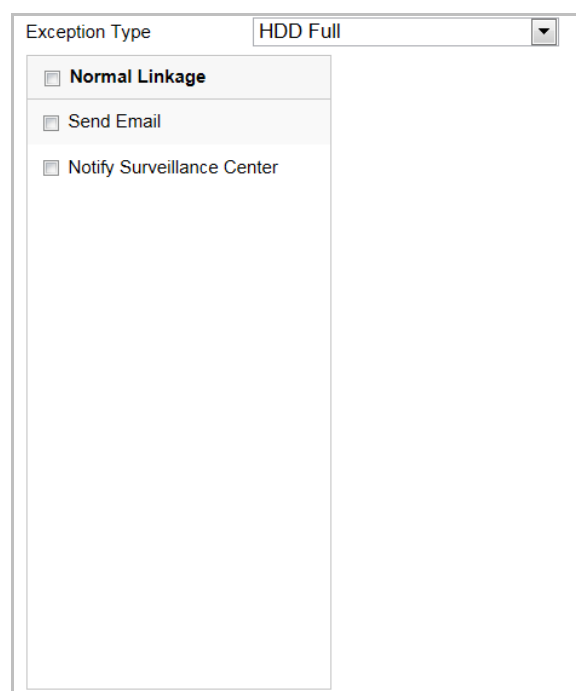 Exception Type HDD Full
Normal Linkage
Send Email
Notify Surveillance Center